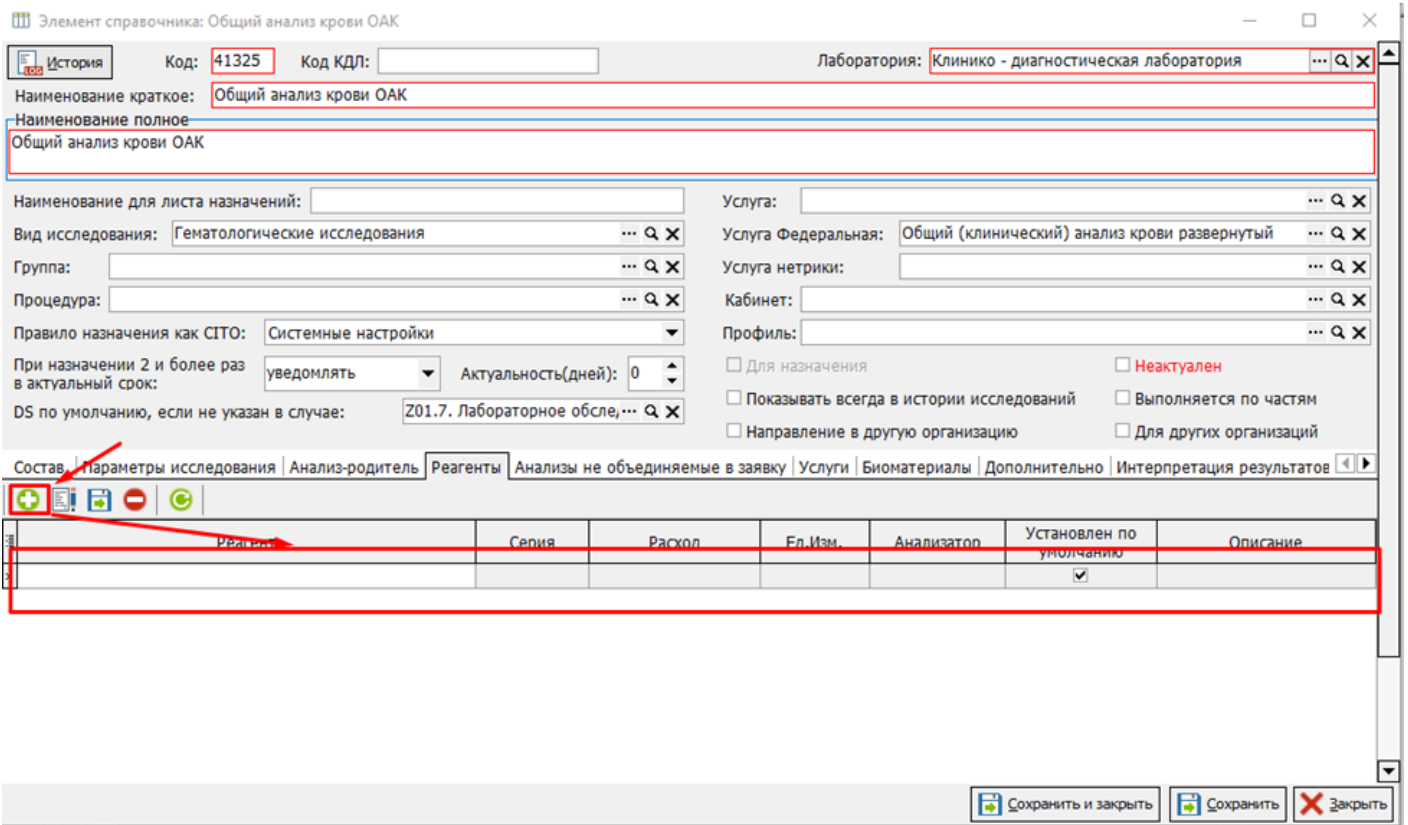 Элемент справочника: Общий анализ крови ОАК
История Код: 41325 Код КДЛ: Лаборатория: Клинико - диагностическая лаборатория
Наименование краткое: Общий анализ крови ОАК
Наименование полное
Общий анализ крови ОАК
Наименование для листа назначений: Услуга:
Вид исследования: Гематологические исследования Услуга Федеральная: Общий (клинический) анализ крови развернутый
Группа: Услуга нетрики:
Процедура: Кабинет:
Правило назначения как CITO: Системные настройки Профиль:
При назначении 2 и более раз
в актуальный срок: уведомлять Актуальность(дней): 0 Для назначения Неактуален
Показывать всегда в истории исследований Выполняется по частям
DS по умолчанию, если не указан в случае: Z01.7. Лабораторное обсле,
Направление в другую организацию Для других организаций
Состав. Параметры исследования Анализ-родитель Реагенты Анализы не объединяемые в заявку Услуги Биоматериалы Дополнительно Интерпретация результатов
Реагент Серия Расход Ед.Изм. Анализатор Установлен по
умолчанию Описание
Сохранить и закрыть Сохранить Закрыть